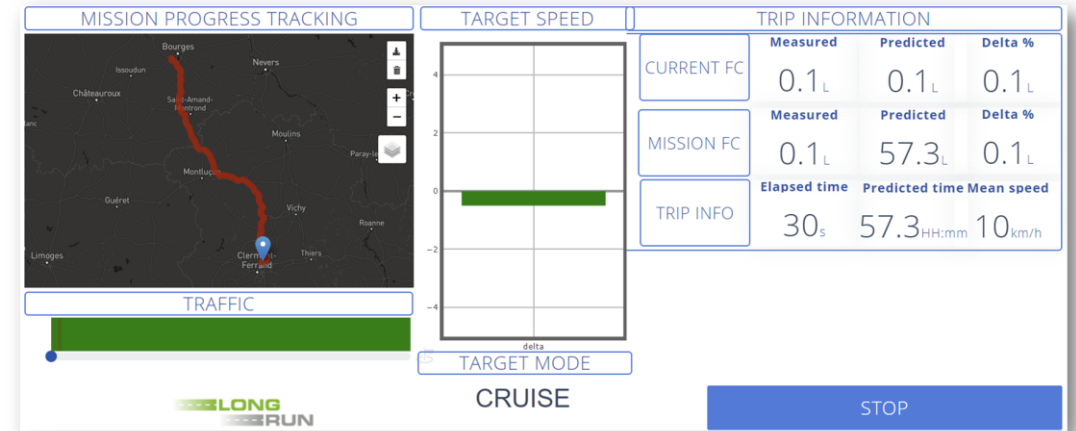 MISSION PROGRESS TRACKING
Bourges
Nevers
Issoudun
Châteauroux
Saint-Amand-
Montrond
Moulins
Montluçon
Guéret
Vichy
Roanne
Limoges
Clermont-
Ferrand
Thiers
+
−
TRAFFIC
LONG
RUN
TARGET SPEED
4
2
0
−2
−4
delta
TARGET MODE
CRUISE
TRIP INFORMATION
Measured Predicted Delta %
CURRENT FC 0.1L 0.1L 0.1L
Measured Predicted Delta %
MISSION FC 0.1L 57.3L 0.1L
Elapsed time Predicted time Mean speed
TRIP INFO 30s 57.3HH:mm 10km/h
STOP